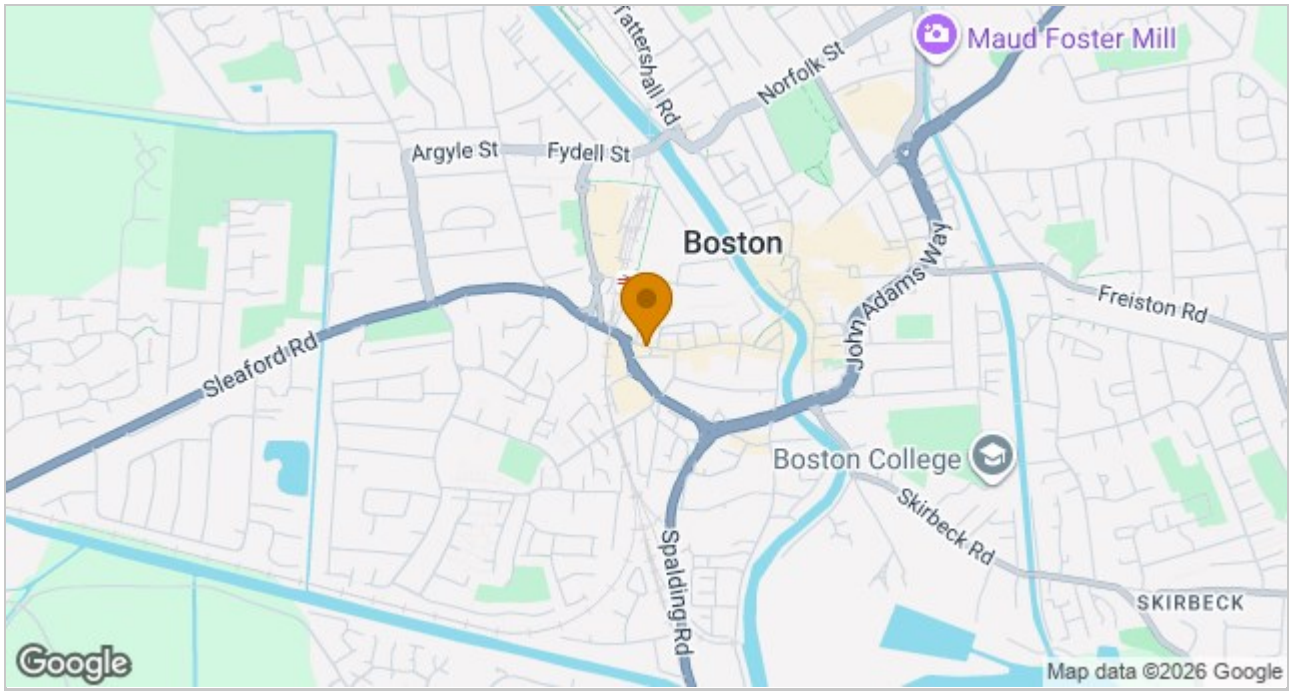 Tattershall Rd
Maud Foster Mill
Norfolk St
Argyle St
Fydell St
Boston
John Adams Way
Freiston Rd
Sleaford Rd
Boston College
Skirbeck Rd
Spalding Rd
SKIRBECK
Google
Map data ©2026 Google